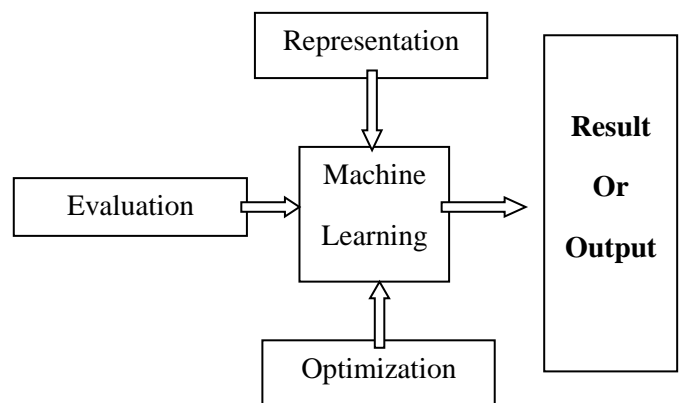 Representation
Evaluation
Machine
Learning
Optimization
Result
Or
Output